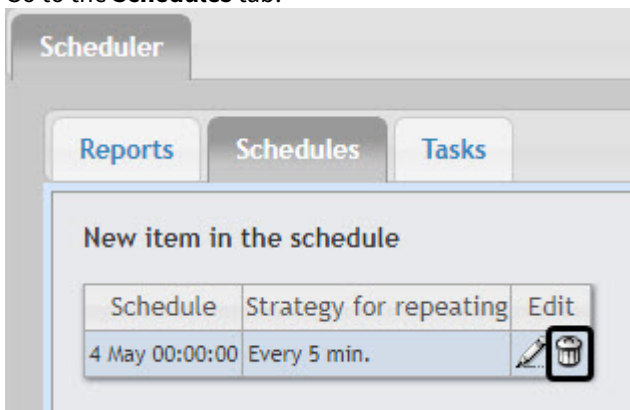 Go to the Schedules tab.
Scheduler
Reports Schedules Tasks
New item in the schedule
Schedule Strategy for repeating Edit
4 May 00:00:00 Every 5 min.